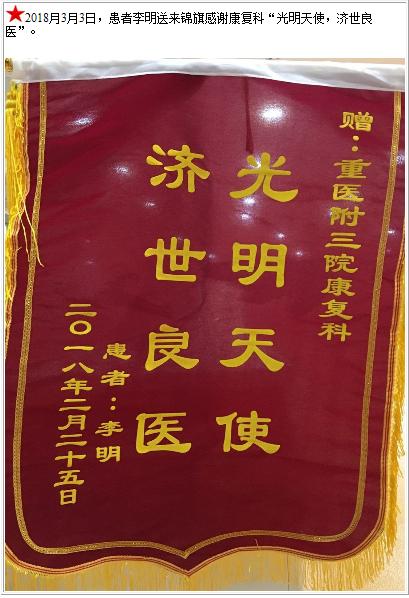 2018年3月3日，患者李明送来锦旗感谢康复科“光明天使，济世良
医”。
赠：重医附三院康复科
光明天使
济世良医
患者：李明
二〇一八年二月二十五日